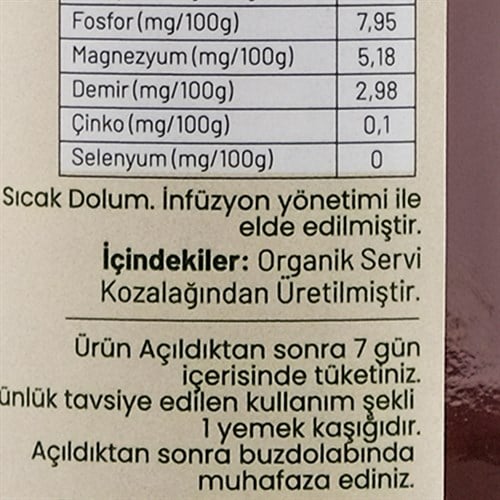 Fosfor (mg/100g) 7,95
Magnezyum (mg/100g) 5,18
Demir (mg/100g) 2,98
Çinko (mg/100g) 0,1
Selenyum (mg/100g) 0
Sıcak Dolum. İnfüzyon yönetimi ile
elde edilmiştir.
İçindekiler: Organik Servi
Kozalağından Üretilmiştir.
Ürün Açıldıktan sonra 7 gün
içerisinde tüketiniz.
ünlük tavsiye edilen kullanım şekli
1 yemek kaşığıdır.
Açıldıktan sonra buzdolabında
muhafaza ediniz.